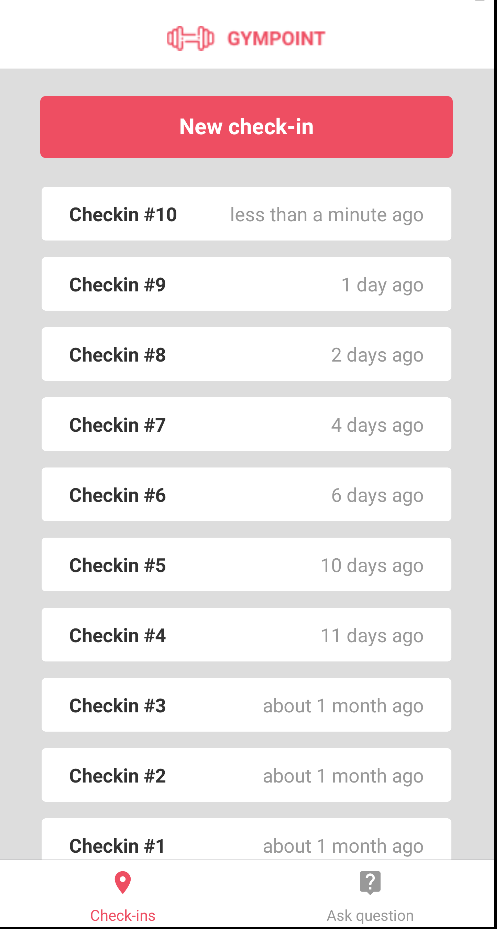 GYMPOINT
New check-in
Checkin #10 less than a minute ago
Checkin #9 1 day ago
Checkin #8 2 days ago
Checkin #7 4 days ago
Checkin #6 6 days ago
Checkin #5 10 days ago
Checkin #4 11 days ago
Checkin #3 about 1 month ago
Checkin #2 about 1 month ago
Checkin #1 about 1 month ago
Check-ins Ask question